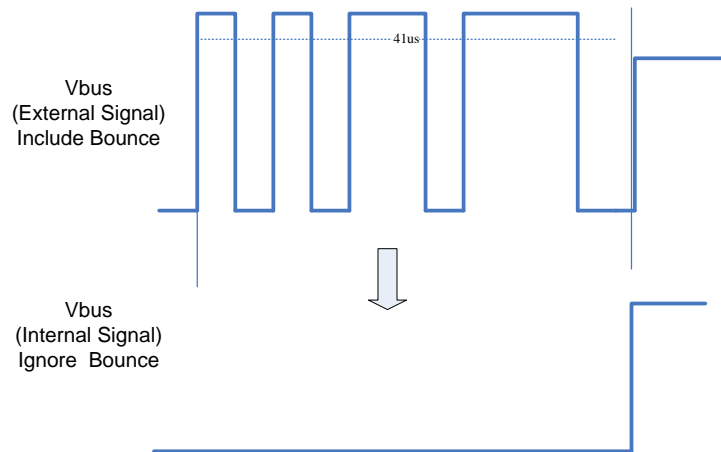 41us
Vbus
(External Signal)
Include Bounce
Vbus
(Internal Signal)
Ignore Bounce